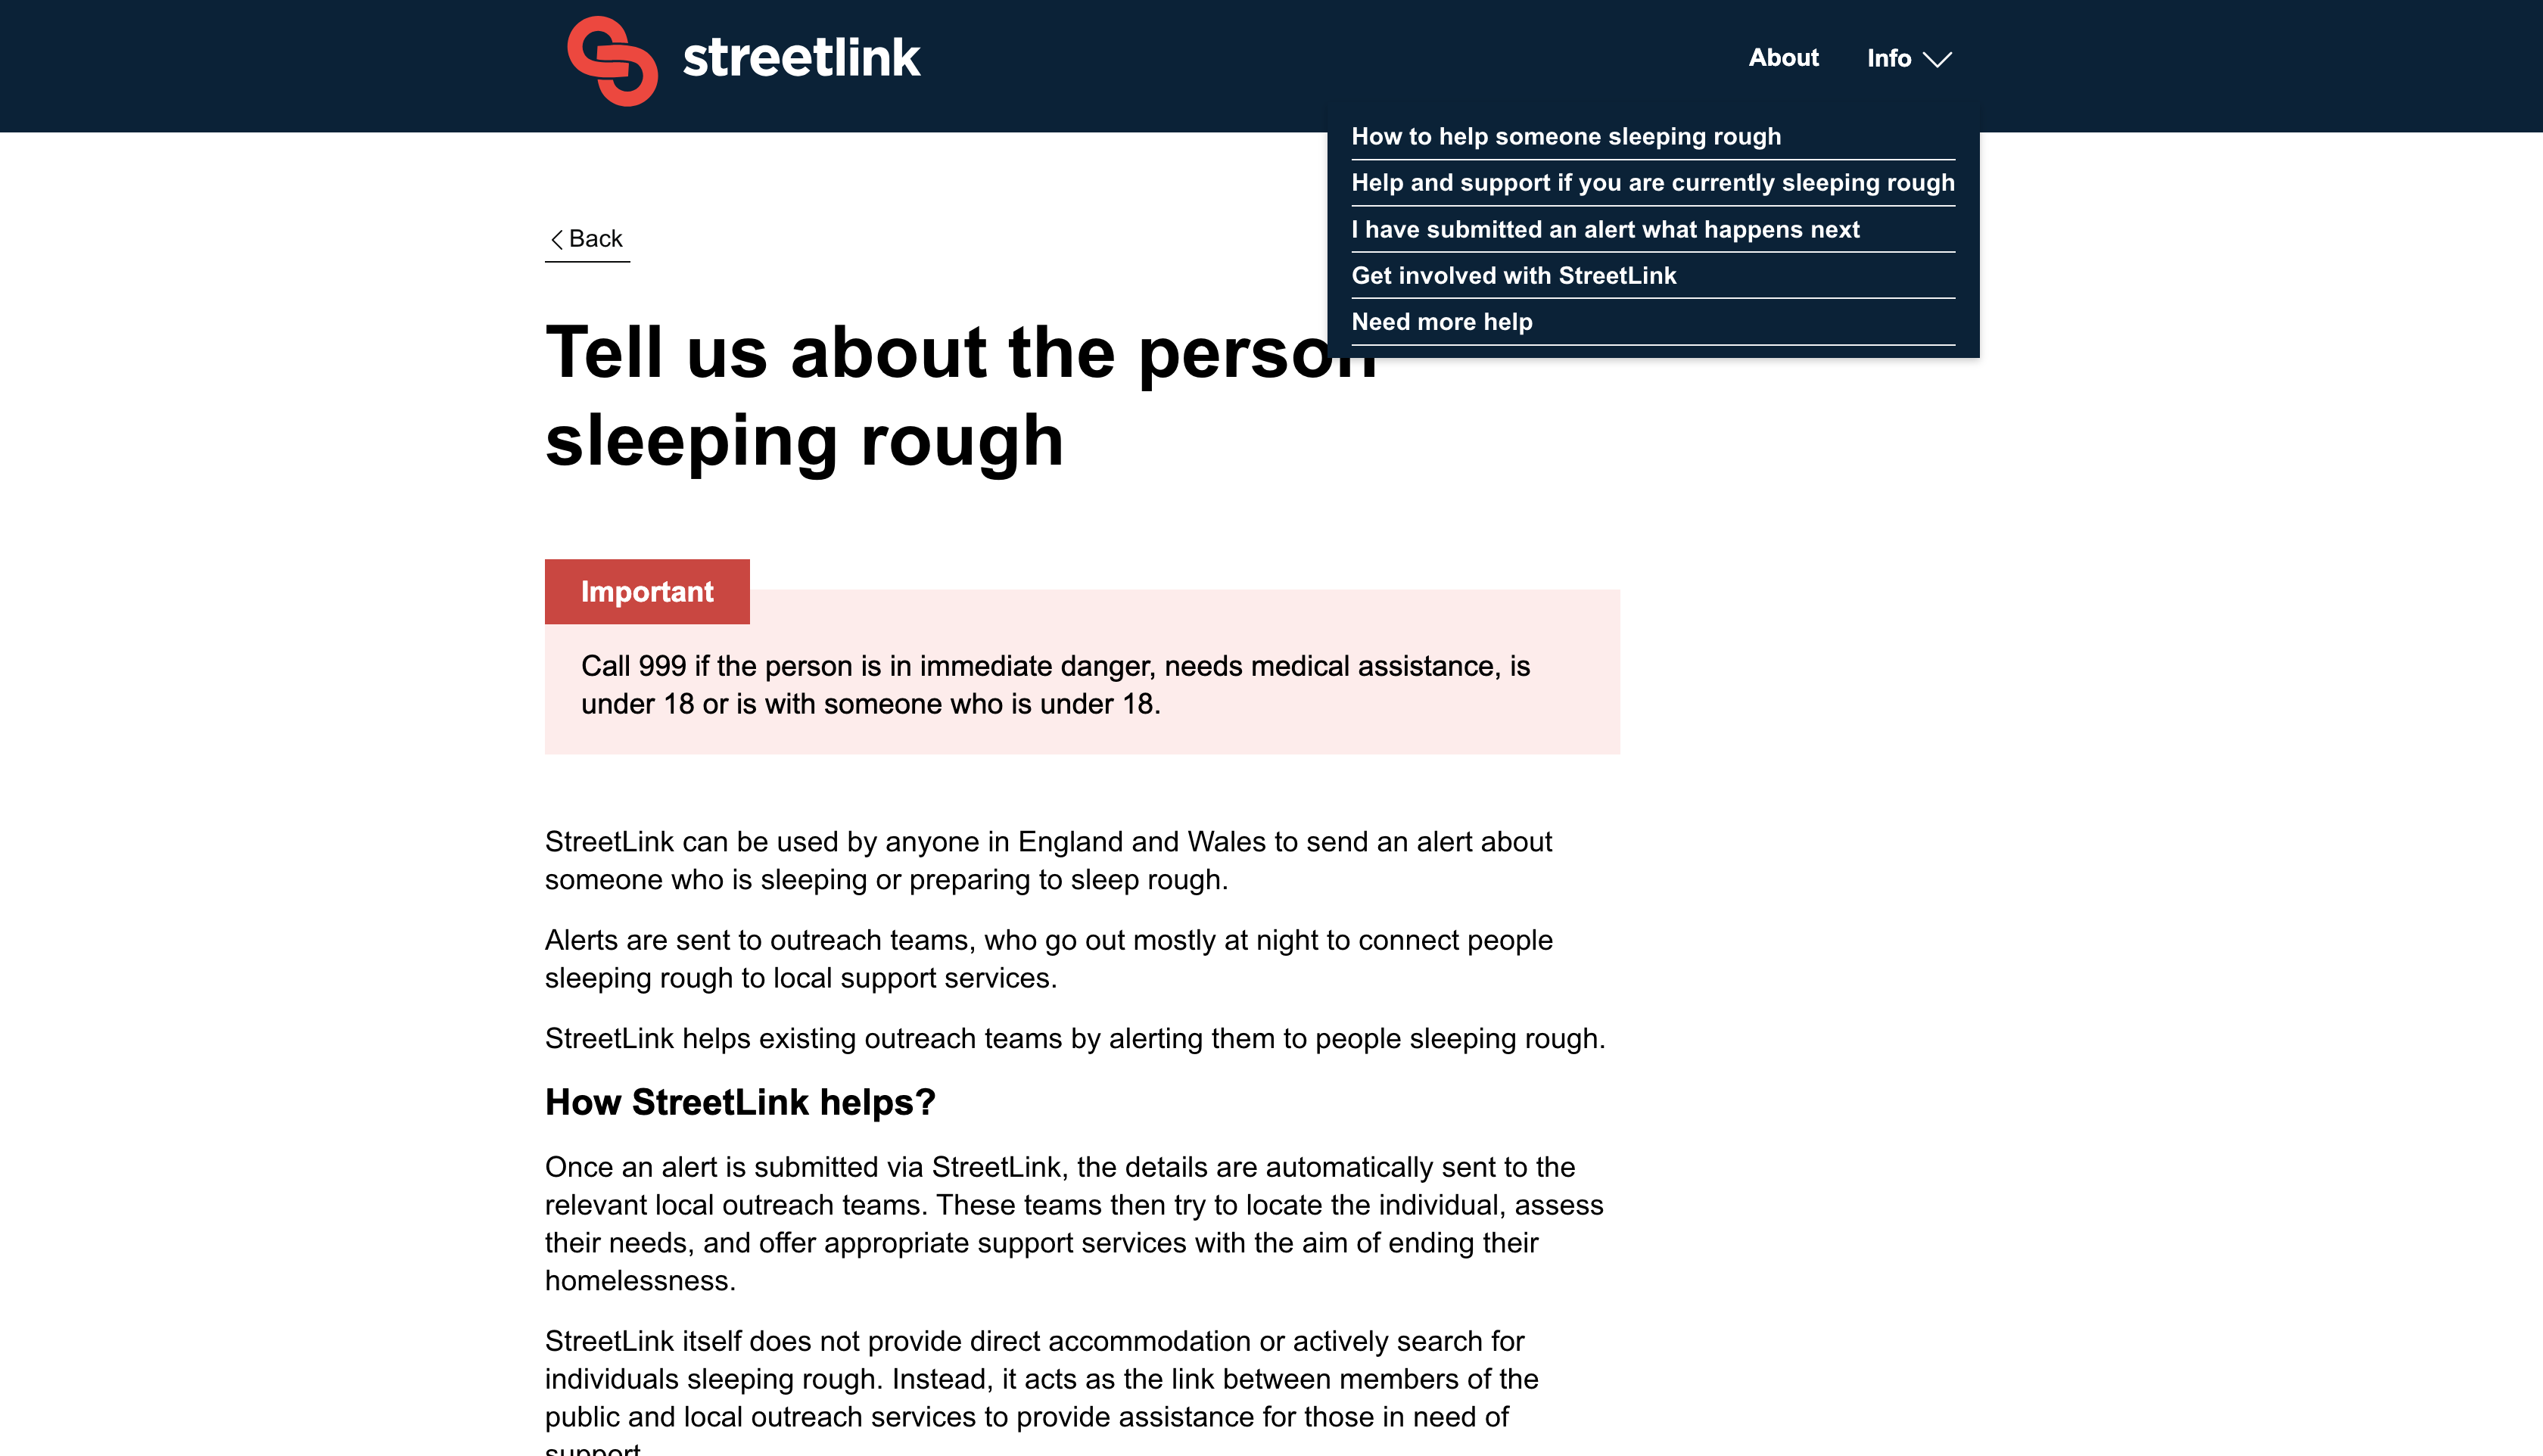 streetlink
About
Info
How to help someone sleeping rough
Help and support if you are currently sleeping rough
I have submitted an alert what happens next
Get involved with StreetLink
Need more help
Back
Tell us about the person
sleeping rough
Important
Call 999 if the person is in immediate danger, needs medical assistance, is
under 18 or is with someone who is under 18.
StreetLink can be used by anyone in England and Wales to send an alert about
someone who is sleeping or preparing to sleep rough.
Alerts are sent to outreach teams, who go out mostly at night to connect people
sleeping rough to local support services.
StreetLink helps existing outreach teams by alerting them to people sleeping rough.
How StreetLink helps?
Once an alert is submitted via StreetLink, the details are automatically sent to the
relevant local outreach teams. These teams then try to locate the individual, assess
their needs, and offer appropriate support services with the aim of ending their
homelessness.
StreetLink itself does not provide direct accommodation or actively search for
individuals sleeping rough. Instead, it acts as the link between members of the
public and local outreach services to provide assistance for those in need of
support.